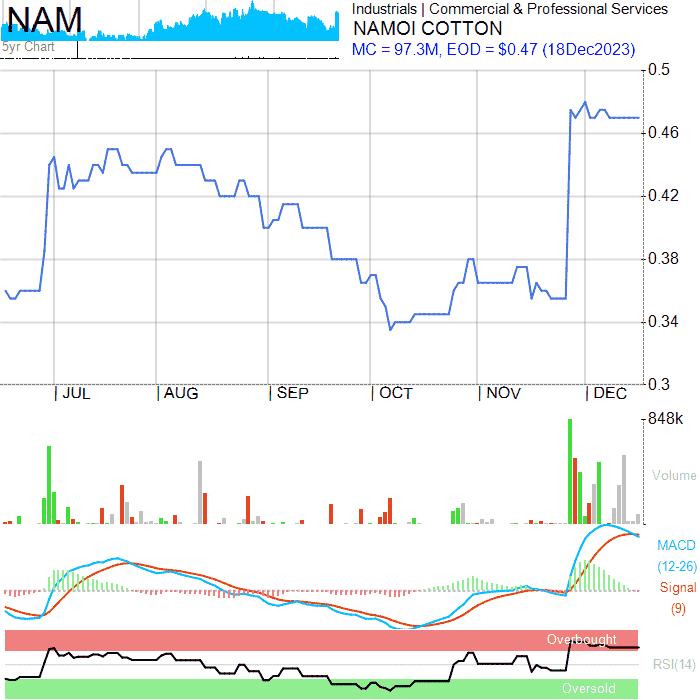 NAM
5yr Chart
Industrials | Commercial & Professional Services
NAMOI COTTON
MC = 97.3M, EOD = $0.47 (18Dec2023)
0.5
0.46
0.42
0.38
0.34
0.3
| JUL | AUG | SEP | OCT | NOV | DEC
848k
Volume
MACD
(12-26)
Signal
(9)
Overbought
RSI(14)
Oversold